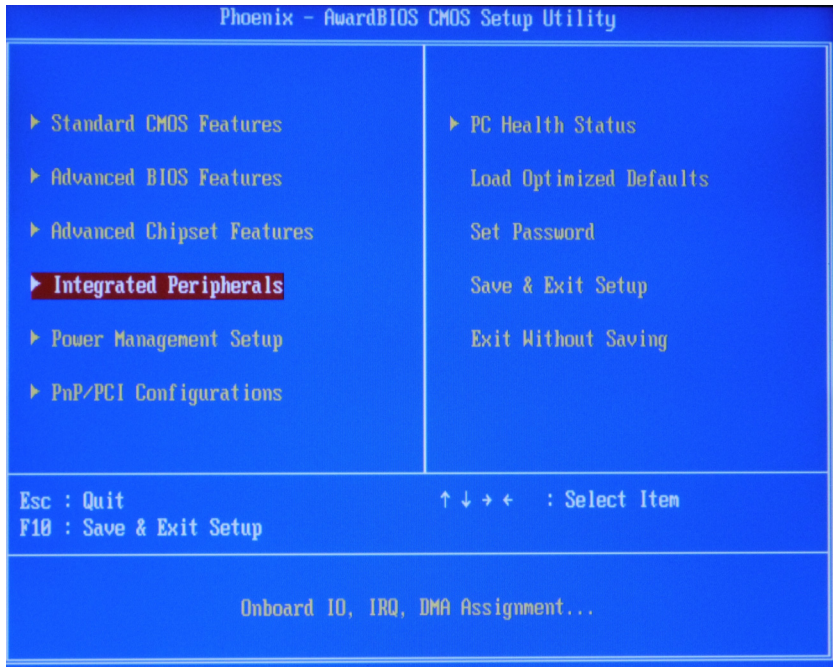 Phoenix - AwardBIOS CMOS Setup Utility
▶ Standard CMOS Features
▶ Advanced BIOS Features
▶ Advanced Chipset Features
▶ Integrated Peripherals
▶ Power Management Setup
▶ PnP/PCI Configurations
▶ PC Health Status
Load Optimized Defaults
Set Password
Save & Exit Setup
Exit Without Saving
Esc : Quit
F10 : Save & Exit Setup
↑ ↓ → ← : Select Item
Onboard IO, IRQ, DMA Assignment...